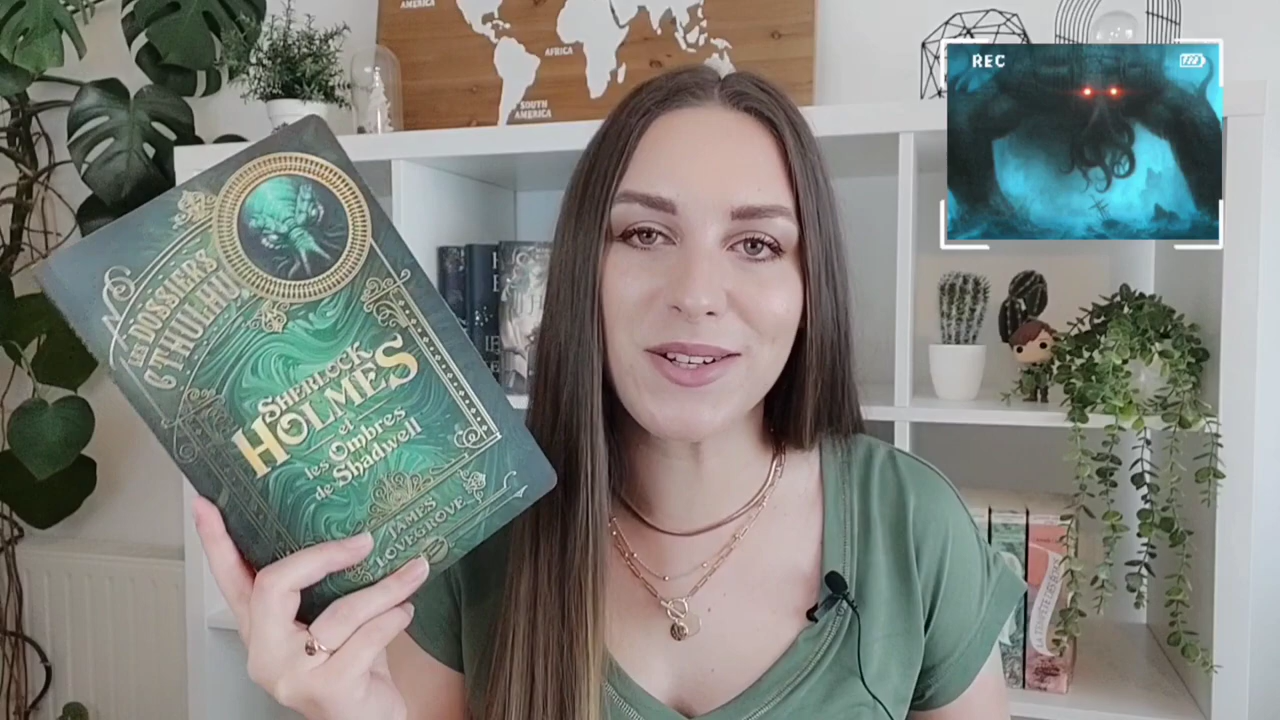 AMERICA
AFRICA
SOUTH
AMERICA
REC
LES DOSSIERS
CTHULHU
SHERLOCK
HOLMES
et
les Ombres
de Shadwell
JAMES
LOVEGROVE